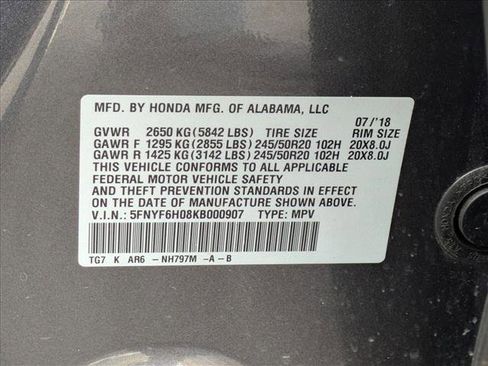 MFD. BY HONDA MFG. OF ALABAMA, LLC
07/'18
GVWR 2650 KG(5842 LBS) TIRE SIZE RIM SIZE
GAWR F 1295 KG(2855 LBS) 245/50R20 102H 20X8.0J
GAWR R 1425 KG(3142 LBS) 245/50R20 102H 20X8.0J
THIS VEHICLE CONFORMS TO ALL APPLICABLE
FEDERAL MOTOR VEHICLE SAFETY
AND THEFT PREVENTION STANDARDS IN EFFECT
ON THE DATE OF MANUFACTURE SHOWN ABOVE.
V.I.N.: 5FNYF6H08KB000907 TYPE: MPV
TG7 K AR6 -NH797M -A-B